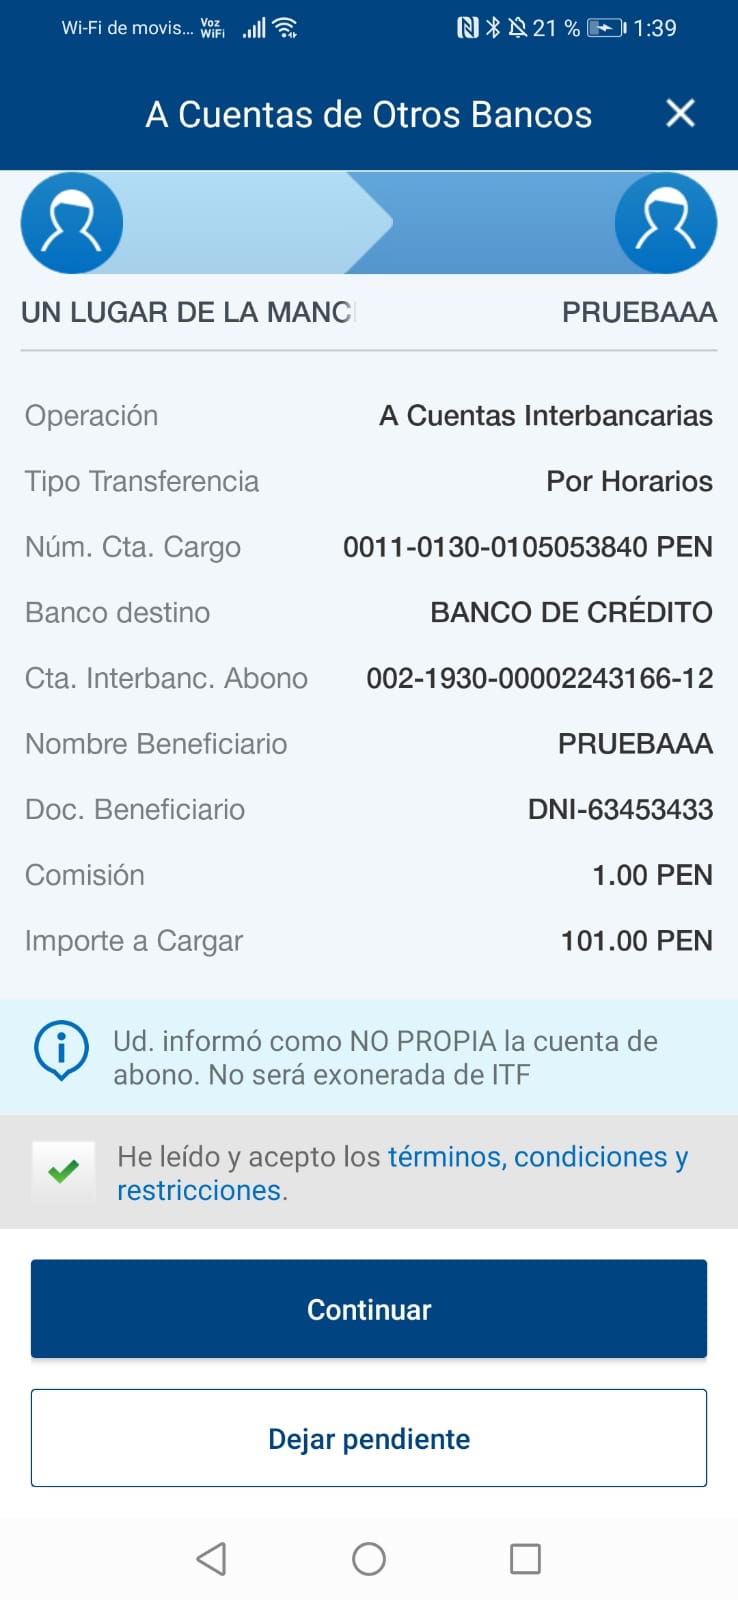 Wi-Fi de movis... Voz WiFi 21 % 1:39
A Cuentas de Otros Bancos
UN LUGAR DE LA MANC PRUEBAAA
Operación A Cuentas Interbancarias
Tipo Transferencia Por Horarios
Núm. Cta. Cargo 0011-0130-0105053840 PEN
Banco destino BANCO DE CRÉDITO
Cta. Interbanc. Abono 002-1930-00002243166-12
Nombre Beneficiario PRUEBAAA
Doc. Beneficiario DNI-63453433
Comisión 1.00 PEN
Importe a Cargar 101.00 PEN
Ud. informó como NO PROPIA la cuenta de
abono. No será exonerada de ITF
He leído y acepto los términos, condiciones y
restricciones.
Continuar
Dejar pendiente